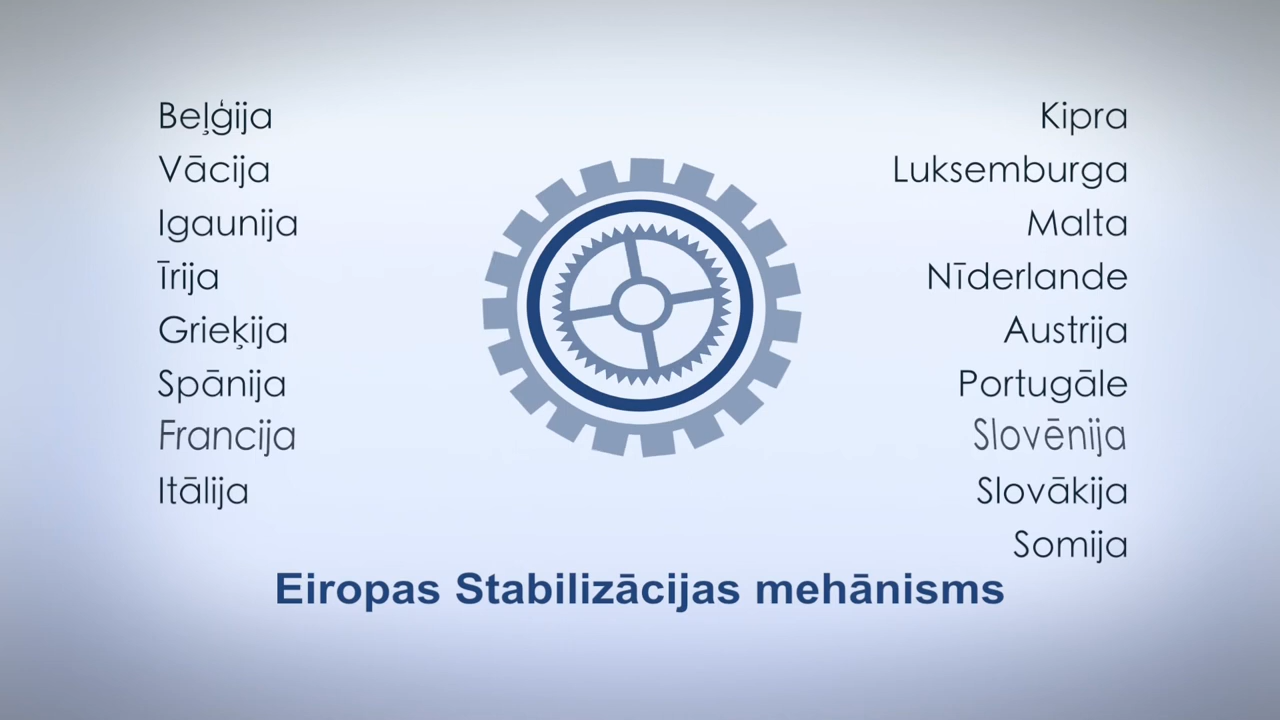 Beļģija
Vācija
Igaunija
Īrija
Grieķija
Spānija
Francija
Itālija
Kipra
Luksemburga
Malta
Nīderlande
Austrija
Portugāle
Slovēnija
Slovākija
Somija
Eiropas Stabilizācijas mehānisms